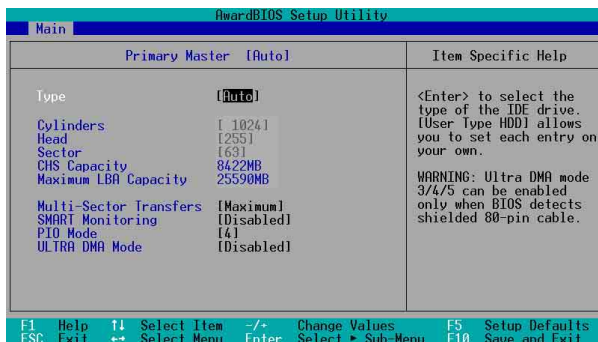 AwardBIOS Setup Utility
Main
Primary Master [Auto]
Item Specific Help
Type [Auto]
Cylinders [ 1024]
Head [255]
Sector [63]
CHS Capacity 8422MB
Maximum LBA Capacity 25590MB
Multi-Sector Transfers [Maximum]
SMART Monitoring [Disabled]
PIO Mode [4]
ULTRA DMA Mode [Disabled]
<Enter> to select the
type of the IDE drive.
[User Type HDD] allows
you to set each entry on
your own.
WARNING: Ultra DMA mode
3/4/5 can be enabled
only when BIOS detects
shielded 80-pin cable.
F1 Help ↑↓ Select Item -/+ Change Values F5 Setup Defaults
ESC Exit ←→ Select Menu Enter Select ► Sub-Menu F10 Save and Exit